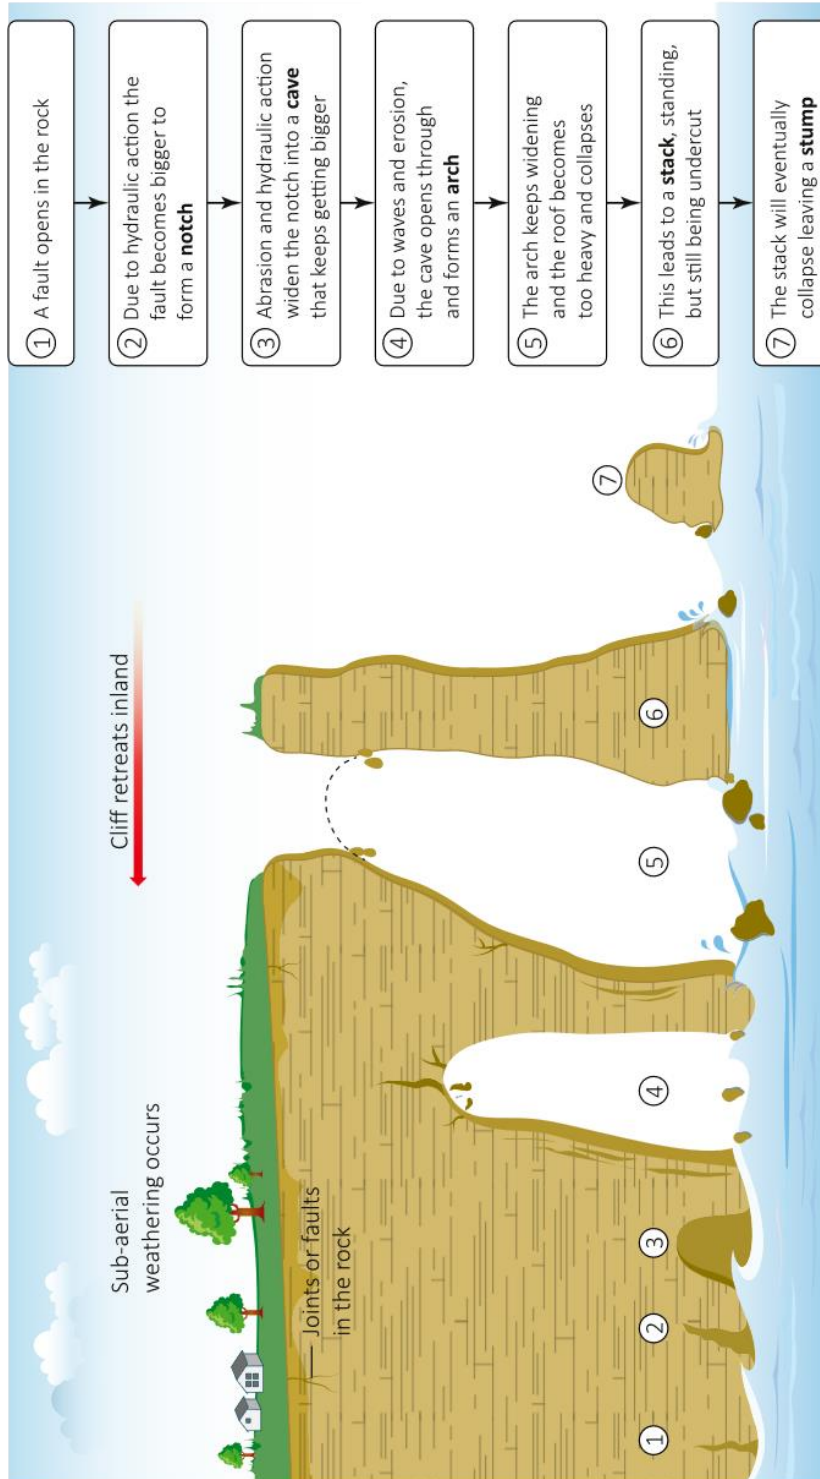 Sub-aerial
weathering occurs
Cliff retreats inland
Joints or faults
in the rock
1
2
3
4
5
6
7
1 A fault opens in the rock
2 Due to hydraulic action the
fault becomes bigger to
form a notch
3 Abrasion and hydraulic action
widen the notch into a cave
that keeps getting bigger
4 Due to waves and erosion,
the cave opens through
and forms an arch
5 The arch keeps widening
and the roof becomes
too heavy and collapses
6 This leads to a stack, standing,
but still being undercut
7 The stack will eventually
collapse leaving a stump